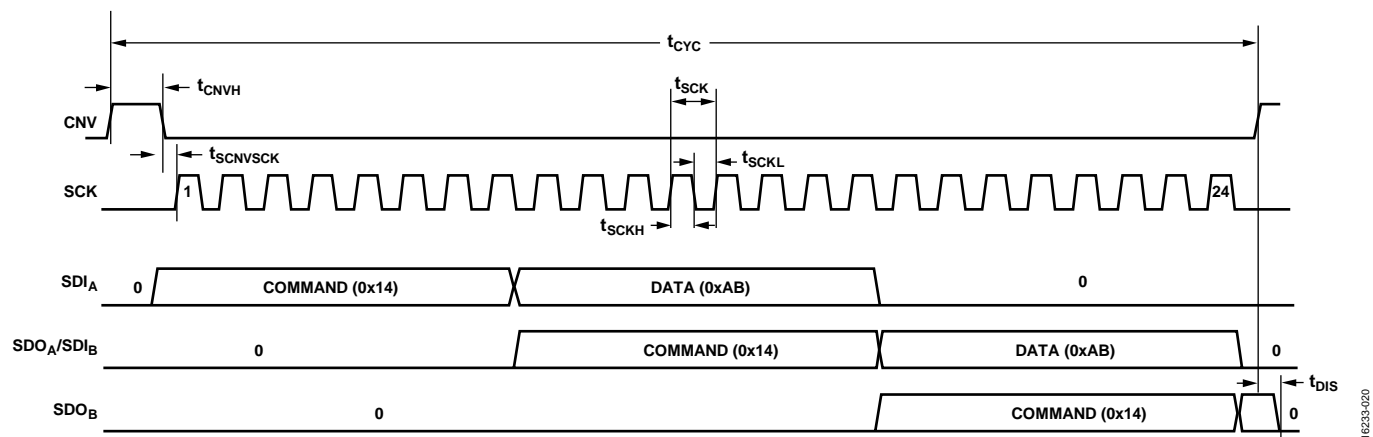 tCYC
tCNVH
tSCK
CNV
tSCNVSCK
tSCKL
SCK
1
24
tSCKH
SDIA
0
COMMAND (0x14)
DATA (0xAB)
0
SDOA/SDIB
0
COMMAND (0x14)
DATA (0xAB)
0
tDIS
SDOB
0
COMMAND (0x14)
0
16233-020